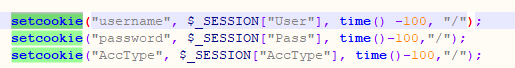 setcookie("username", $_SESSION["User"], time() -100, "/");
setcookie("password", $_SESSION["Pass"], time()-100,"/");
setcookie("AccType", $_SESSION["AccType"], time()-100,"/");